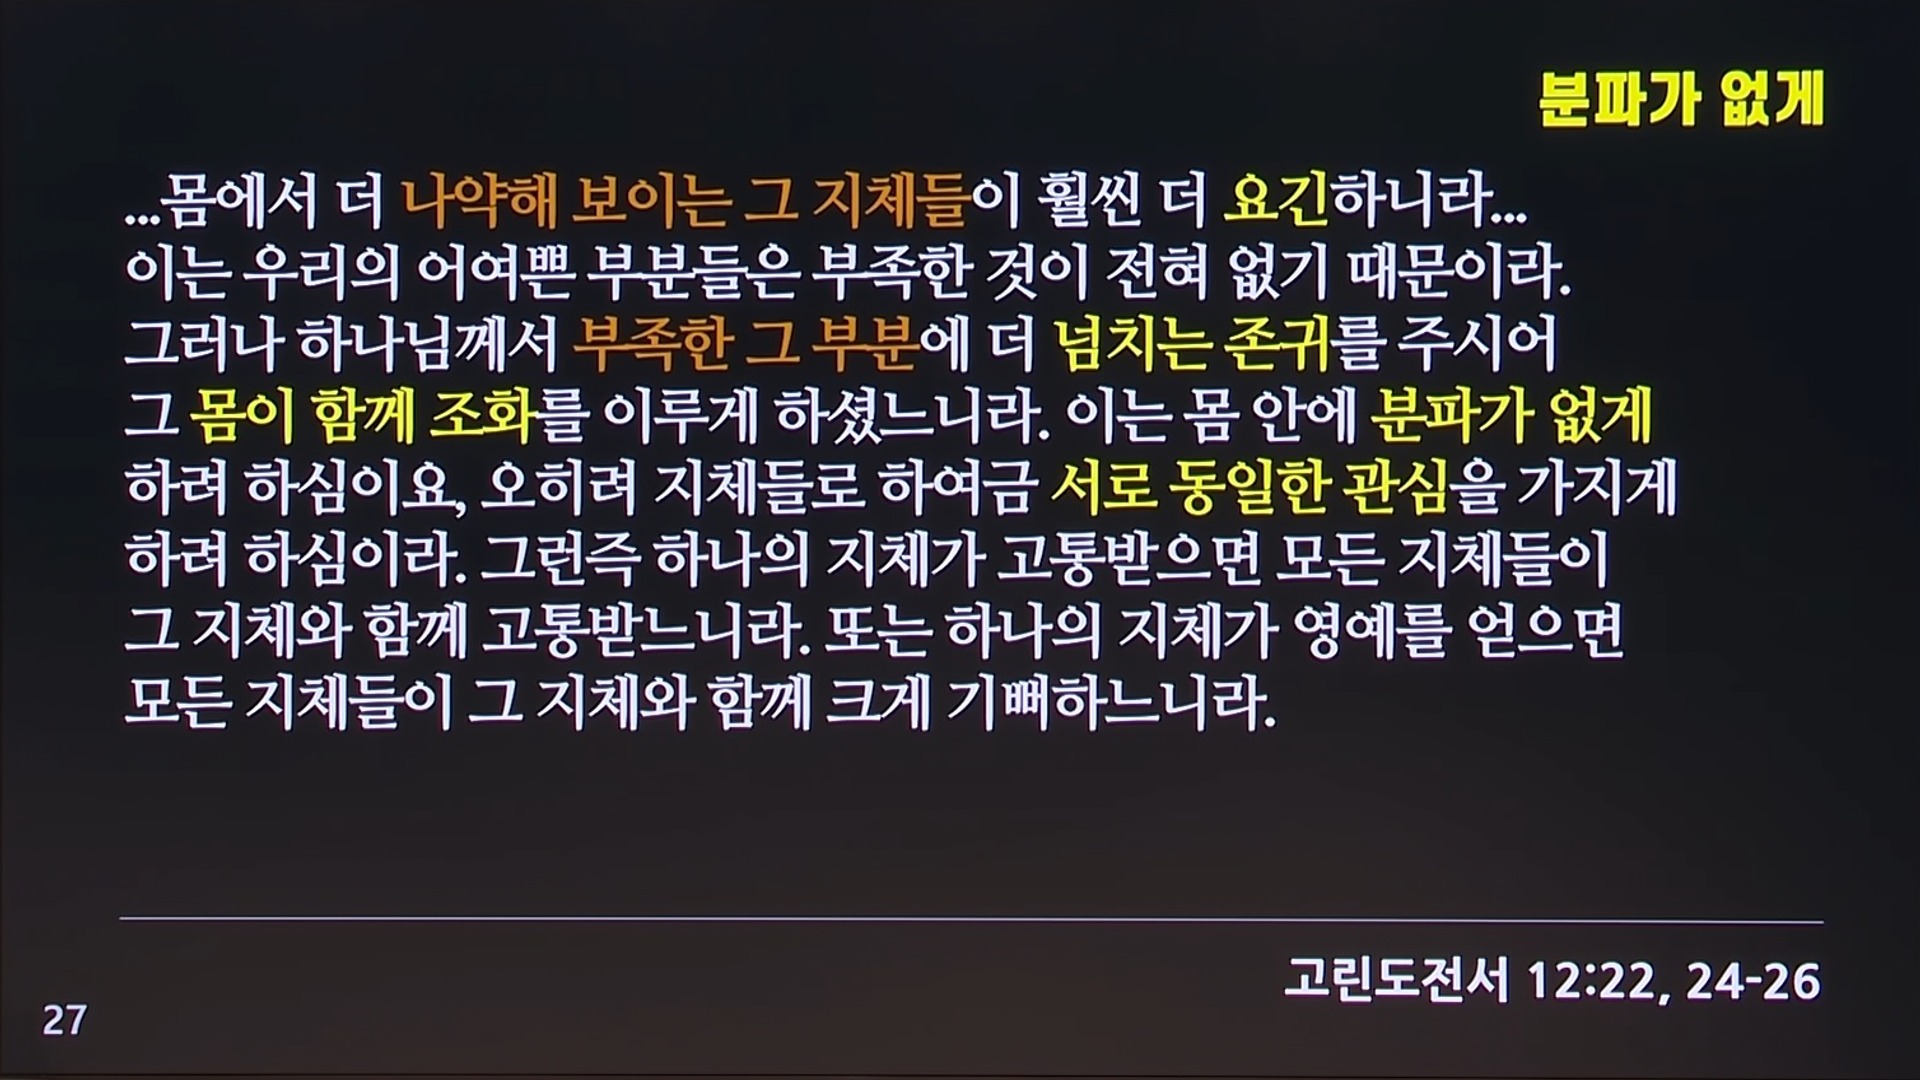 분파가 없게
...몸에서 더 나약해 보이는 그 지체들이 훨씬 더 요긴하니라...
이는 우리의 어여쁜 부분들은 부족한 것이 전혀 없기 때문이라.
그러나 하나님께서 부족한 그 부분에 더 넘치는 존귀를 주시어
그 몸이 함께 조화를 이루게 하셨느니라. 이는 몸 안에 분파가 없게
하려 하심이요, 오히려 지체들로 하여금 서로 동일한 관심을 가지게
하려 하심이라. 그런즉 하나의 지체가 고통받으면 모든 지체들이
그 지체와 함께 고통받느니라. 또는 하나의 지체가 영예를 얻으면
모든 지체들이 그 지체와 함께 크게 기뻐하느니라.
고린도전서 12:22, 24-26
27